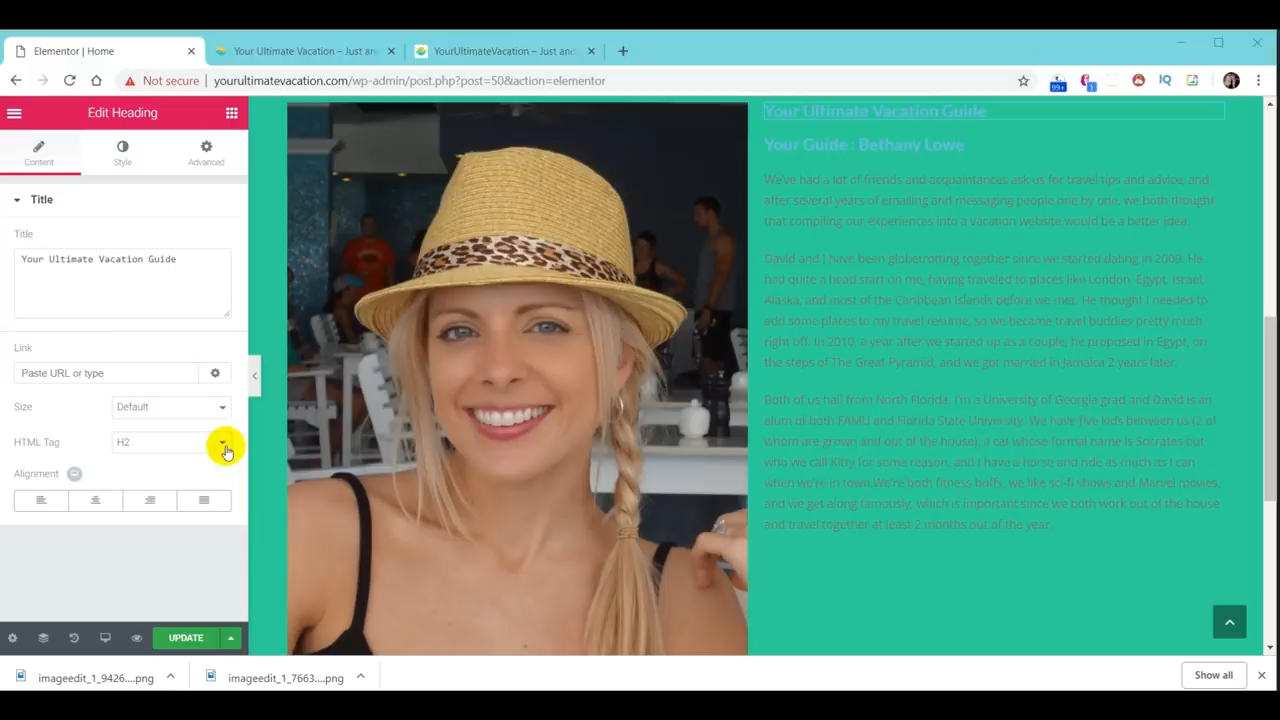 Elementor | Home
Your Ultimate Vacation – Just an
YourUltimateVacation – Just an
Not secure
yourultimatevacation.com/wp-admin/post.php?post=50&action=elementor
99+
1
IQ
Edit Heading
Content
Style
Advanced
Title
Title
Your Ultimate Vacation Guide
Link
Paste URL or type
Size
Default
HTML Tag
H2
Alignment
UPDATE
Your Ultimate Vacation Guide
Your Guide : Bethany Lowe
We've had a lot of friends and acquaintances ask us for travel tips and advice, and
after several years of emailing and messaging people one by one, we both thought
that compiling our experiences into a vacation website would be a better idea.
David and I have been globetrotting together since we started dating in 2009. He
had quite a head start on me, having traveled to places like London, Egypt, Israel,
Alaska, and most of the Caribbean Islands before we met. He thought I needed to
add some places to my travel resume, so we became travel buddies pretty much
right off. In 2010, a year after we started up as a couple, he proposed in Egypt, on
the steps of The Great Pyramid, and we got married in Jamaica 2 years later.
Both of us hail from North Florida. I'm a University of Georgia grad and David is an
alum of both FAMU and Florida State University. We have five kids between us (2 of
whom are grown and out of the house), a cat whose formal name is Socrates but
who we call Kitty for some reason, and I have a horse and ride as much as I can
when we're in town.We're both fitness buffs, we like sci-fi shows and Marvel movies,
and we get along famously, which is important since we both work out of the house
and travel together at least 2 months out of the year.
imageedit_1_9426....png
imageedit_1_7663....png
Show all